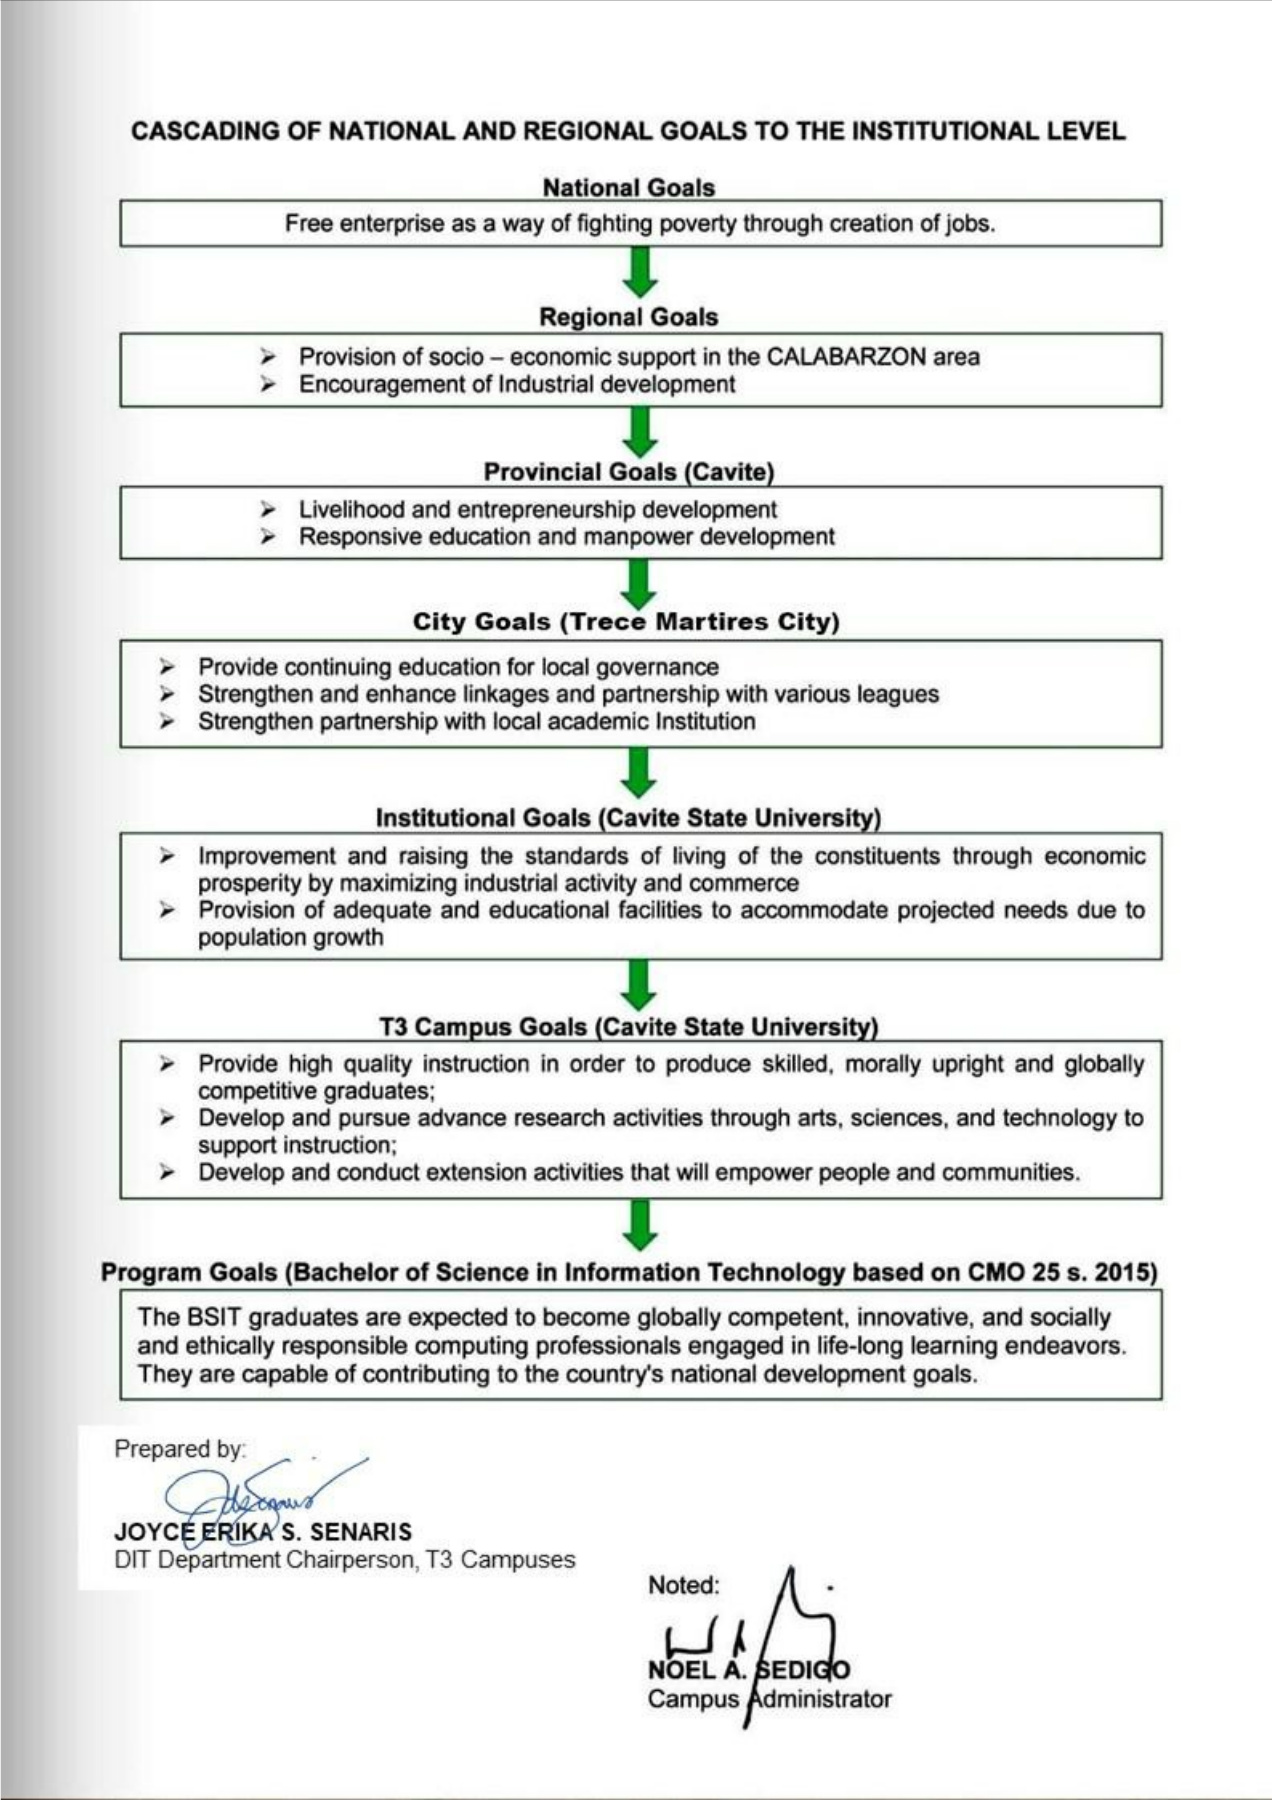 CASCADING OF NATIONAL AND REGIONAL GOALS TO THE INSTITUTIONAL LEVEL
National Goals
Free enterprise as a way of fighting poverty through creation of jobs.
Regional Goals
➢ Provision of socio – economic support in the CALABARZON area
➢ Encouragement of Industrial development
Provincial Goals (Cavite)
➢ Livelihood and entrepreneurship development
➢ Responsive education and manpower development
City Goals (Trece Martires City)
➢ Provide continuing education for local governance
➢ Strengthen and enhance linkages and partnership with various leagues
➢ Strengthen partnership with local academic Institution
Institutional Goals (Cavite State University)
➢ Improvement and raising the standards of living of the constituents through economic
prosperity by maximizing industrial activity and commerce
➢ Provision of adequate and educational facilities to accommodate projected needs due to
population growth
T3 Campus Goals (Cavite State University)
➢ Provide high quality instruction in order to produce skilled, morally upright and globally
competitive graduates;
➢ Develop and pursue advance research activities through arts, sciences, and technology to
support instruction;
➢ Develop and conduct extension activities that will empower people and communities.
Program Goals (Bachelor of Science in Information Technology based on CMO 25 s. 2015)
The BSIT graduates are expected to become globally competent, innovative, and socially
and ethically responsible computing professionals engaged in life-long learning endeavors.
They are capable of contributing to the country's national development goals.
Prepared by:
JOYCE ERIKA S. SENARIS
DIT Department Chairperson, T3 Campuses
Noted:
NOEL A. SEDIGO
Campus Administrator